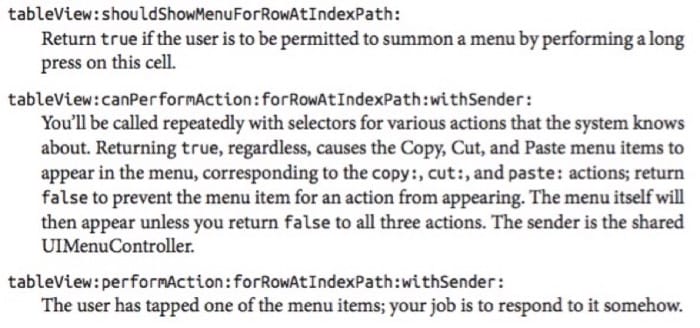 tableView:shouldShowMenuForRowAtIndexPath:
Return true if the user is to be permitted to summon a menu by performing a long
press on this cell.
tableView:canPerformAction:forRowAtIndexPath:withSender:
You'll be called repeatedly with selectors for various actions that the system knows
about. Returning true, regardless, causes the Copy, Cut, and Paste menu items to
appear in the menu, corresponding to the copy:, cut:, and paste: actions; return
false to prevent the menu item for an action from appearing. The menu itself will
then appear unless you return false to all three actions. The sender is the shared
UIMenuController.
tableView:performAction:forRowAtIndexPath:withSender:
The user has tapped one of the menu items; your job is to respond to it somehow.